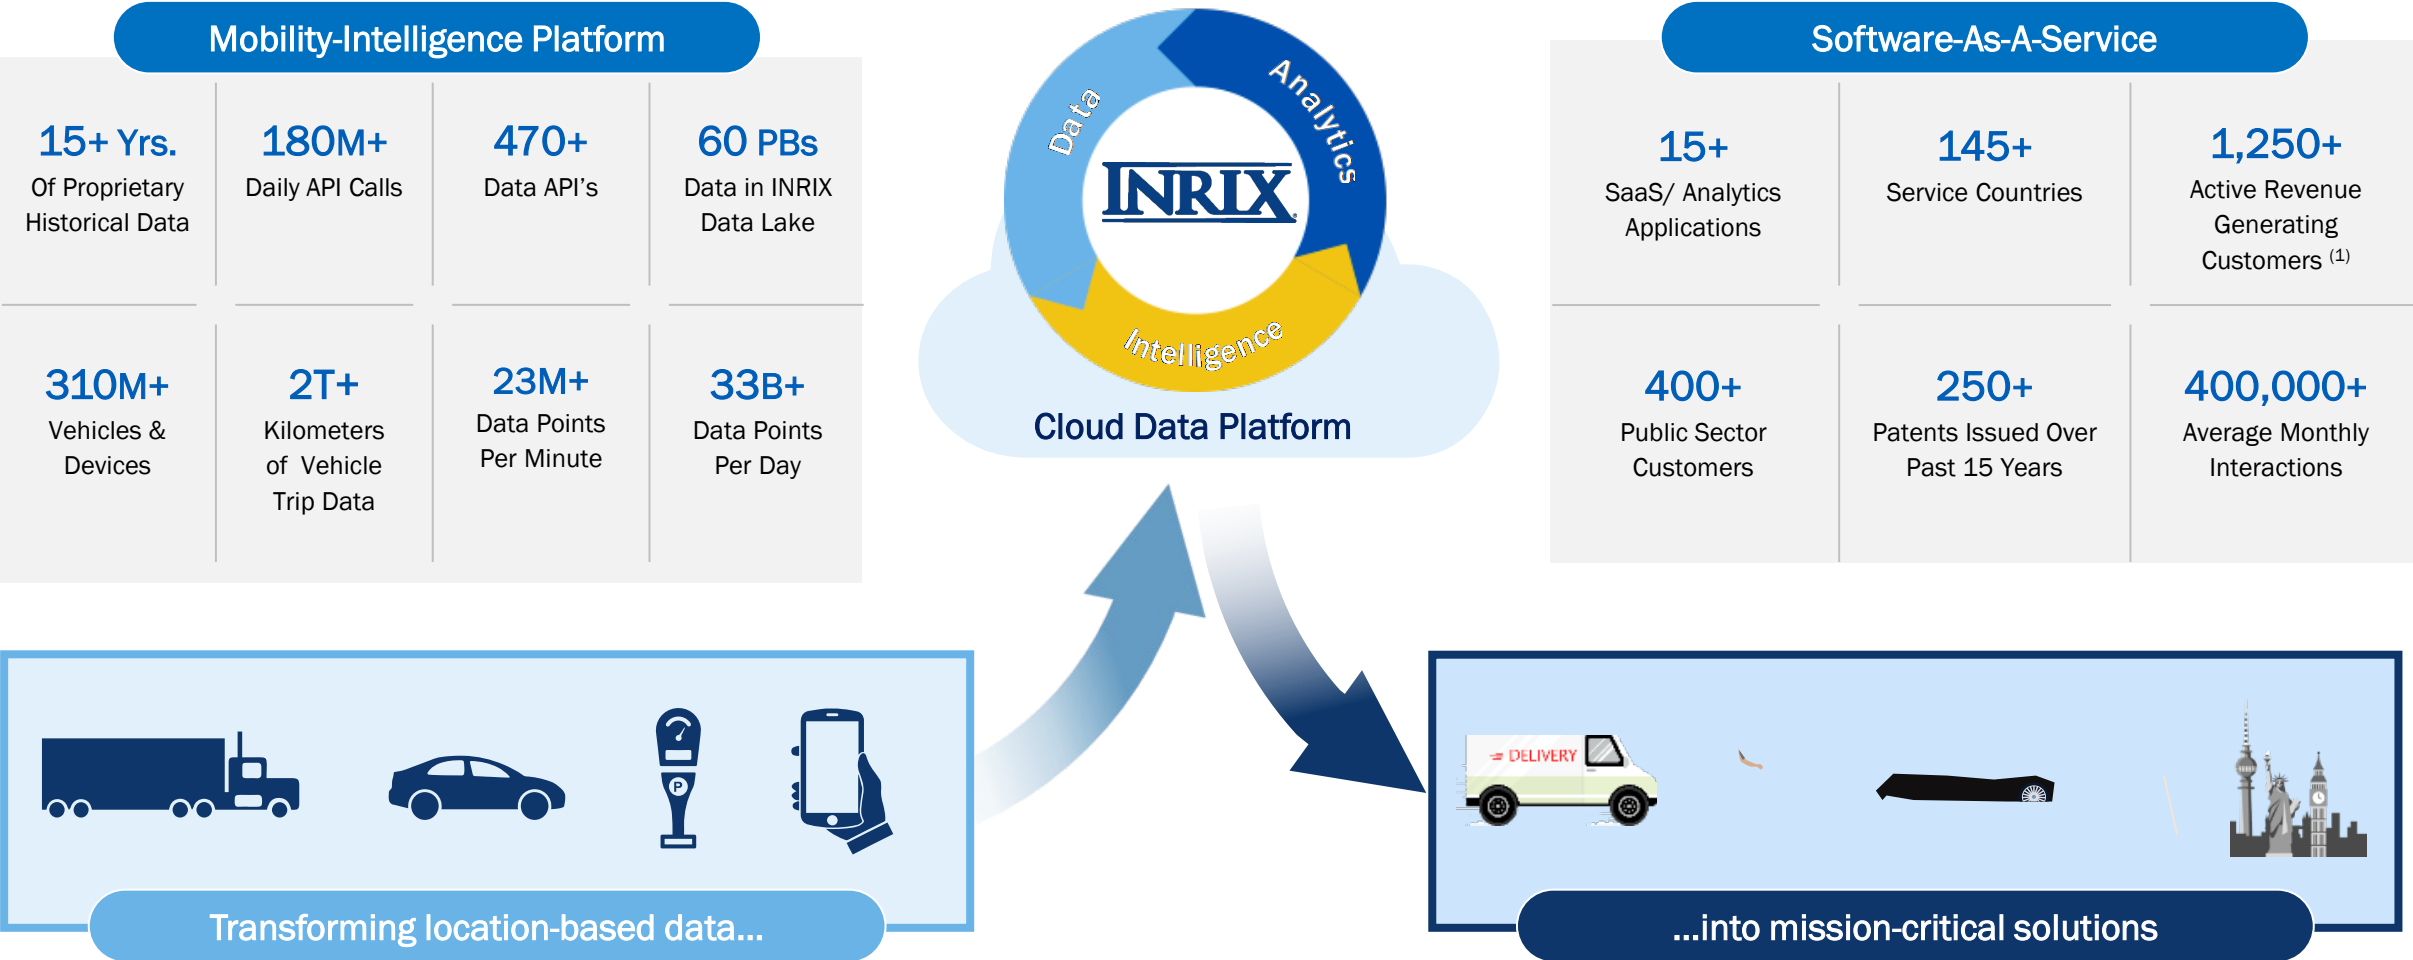 Mobility-Intelligence Platform
15+ Yrs.
Of Proprietary
Historical Data
180M+
Daily API Calls
470+
Data API's
60 PBs
Data in INRIX
Data Lake
310M+
Vehicles &
Devices
2T+
Kilometers
of Vehicle
Trip Data
23M+
Data Points
Per Minute
33B+
Data Points
Per Day
Data
Analytics
INRIX
Intelligence
Cloud Data Platform
Software-As-A-Service
15+
SaaS/ Analytics
Applications
145+
Service Countries
1,250+
Active Revenue
Generating
Customers (1)
400+
Public Sector
Customers
250+
Patents Issued Over
Past 15 Years
400,000+
Average Monthly
Interactions
P
Transforming location-based data...
DELIVERY
...into mission-critical solutions